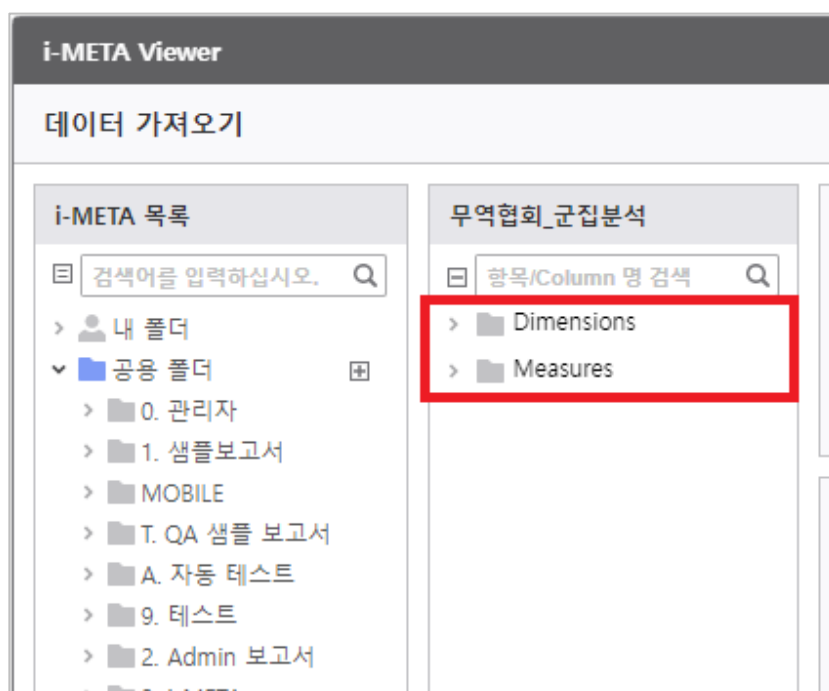 i-META Viewer
데이터 가져오기
i-META 목록
검색어를 입력하십시오.
내 폴더
공용 폴더
0. 관리자
1. 샘플보고서
MOBILE
T. QA 샘플 보고서
A. 자동 테스트
9. 테스트
2. Admin 보고서
무역협회_군집분석
항목/Column 명 검색
Dimensions
Measures